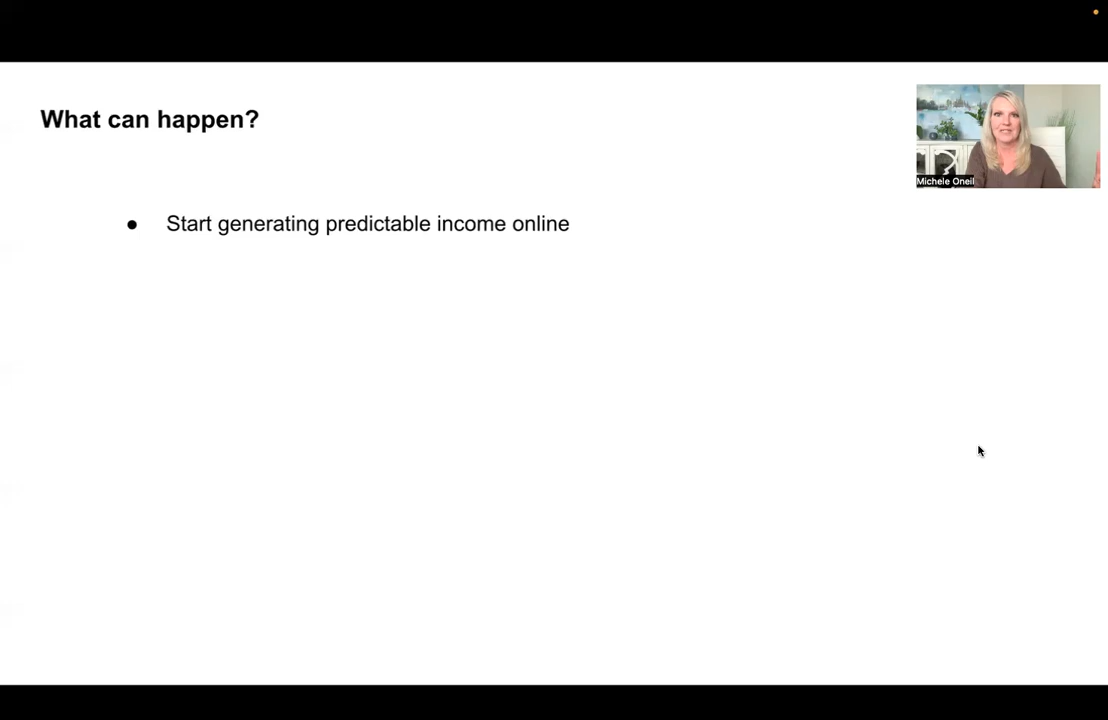 What can happen?
Michele Oneil
● Start generating predictable income online